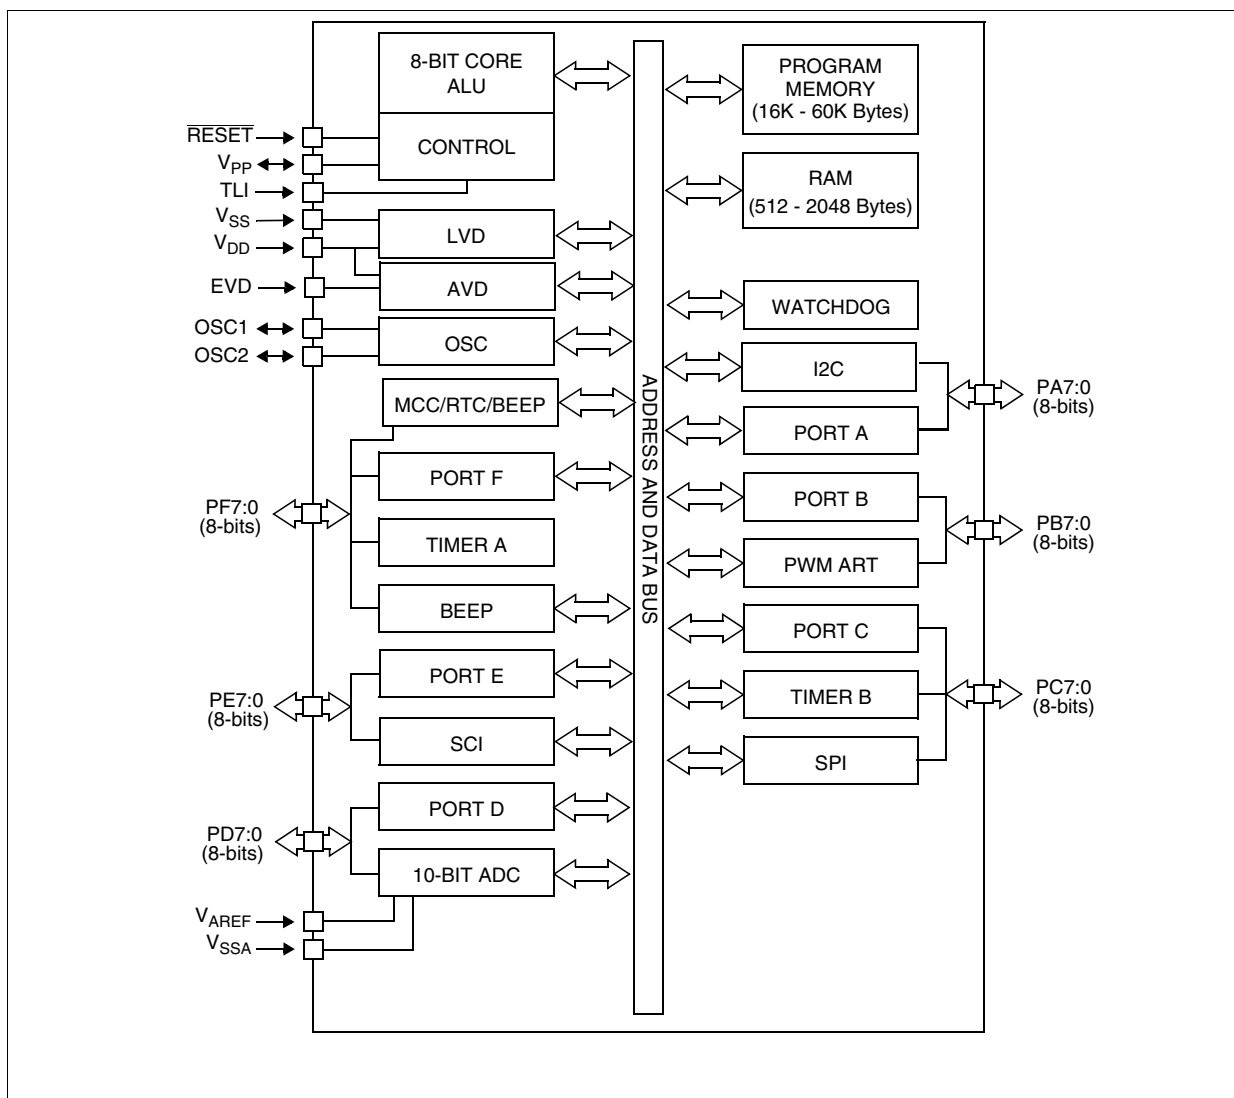 8-BIT CORE
ALU
CONTROL
RESET
VPP
TLI
VSS
VDD
EVD
OSC1
OSC2
LVD
AVD
OSC
MCC/RTC/BEEP
PORT F
TIMER A
BEEP
PF7:0
(8-bits)
PORT E
SCI
PE7:0
(8-bits)
PORT D
10-BIT ADC
PD7:0
(8-bits)
VAREF
VSSA
ADDRESS AND DATA BUS
PROGRAM
MEMORY
(16K - 60K Bytes)
RAM
(512 - 2048 Bytes)
WATCHDOG
I2C
PORT A
PA7:0
(8-bits)
PORT B
PWM ART
PB7:0
(8-bits)
PORT C
TIMER B
SPI
PC7:0
(8-bits)